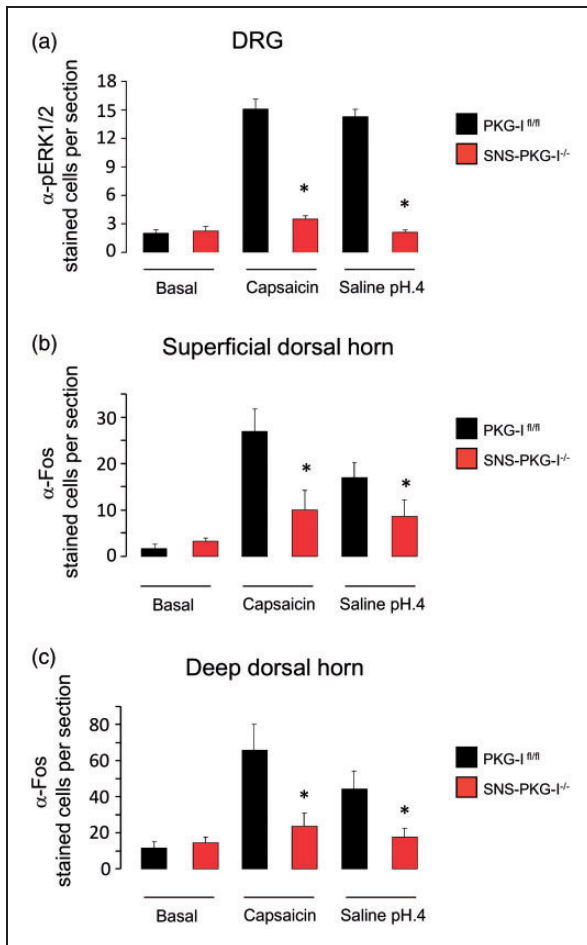 (a)
DRG
α-pERK1/2
stained cells per section
18
15
12
9
6
3
0
*
*
PKG-I fl/fl
SNS-PKG-I-/-
Basal
Capsaicin
Saline pH.4
(b)
Superficial dorsal horn
α-Fos
stained cells per section
40
30
20
10
0
*
*
PKG-I fl/fl
SNS-PKG-I-/-
Basal
Capsaicin
Saline pH.4
(c)
Deep dorsal horn
α-Fos
stained cells per section
80
60
40
20
0
*
*
PKG-I fl/fl
SNS-PKG-I-/-
Basal
Capsaicin
Saline pH.4